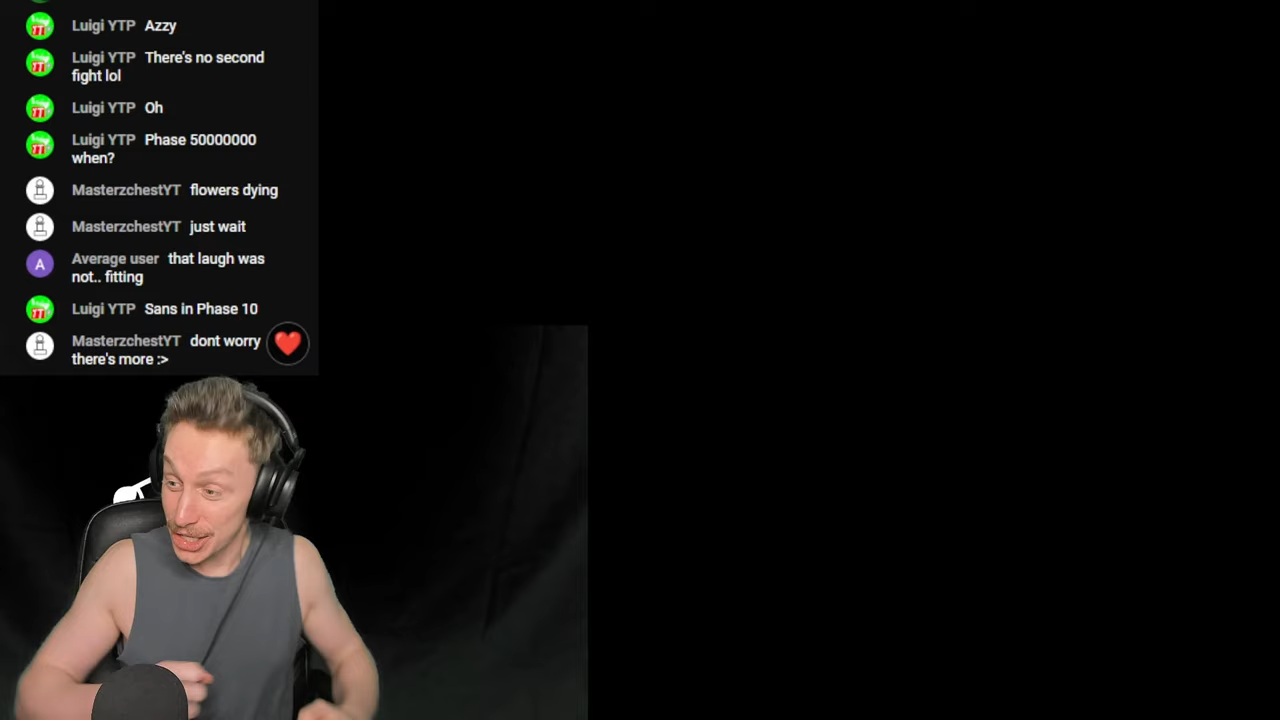 Luigi YTP Azzy
Luigi YTP There's no second
fight lol
Luigi YTP Oh
Luigi YTP Phase 50000000
when?
MasterzchestYT flowers dying
MasterzchestYT just wait
A
Average user that laugh was
not.. fitting
Luigi YTP Sans in Phase 10
MasterzchestYT dont worry
there's more :>